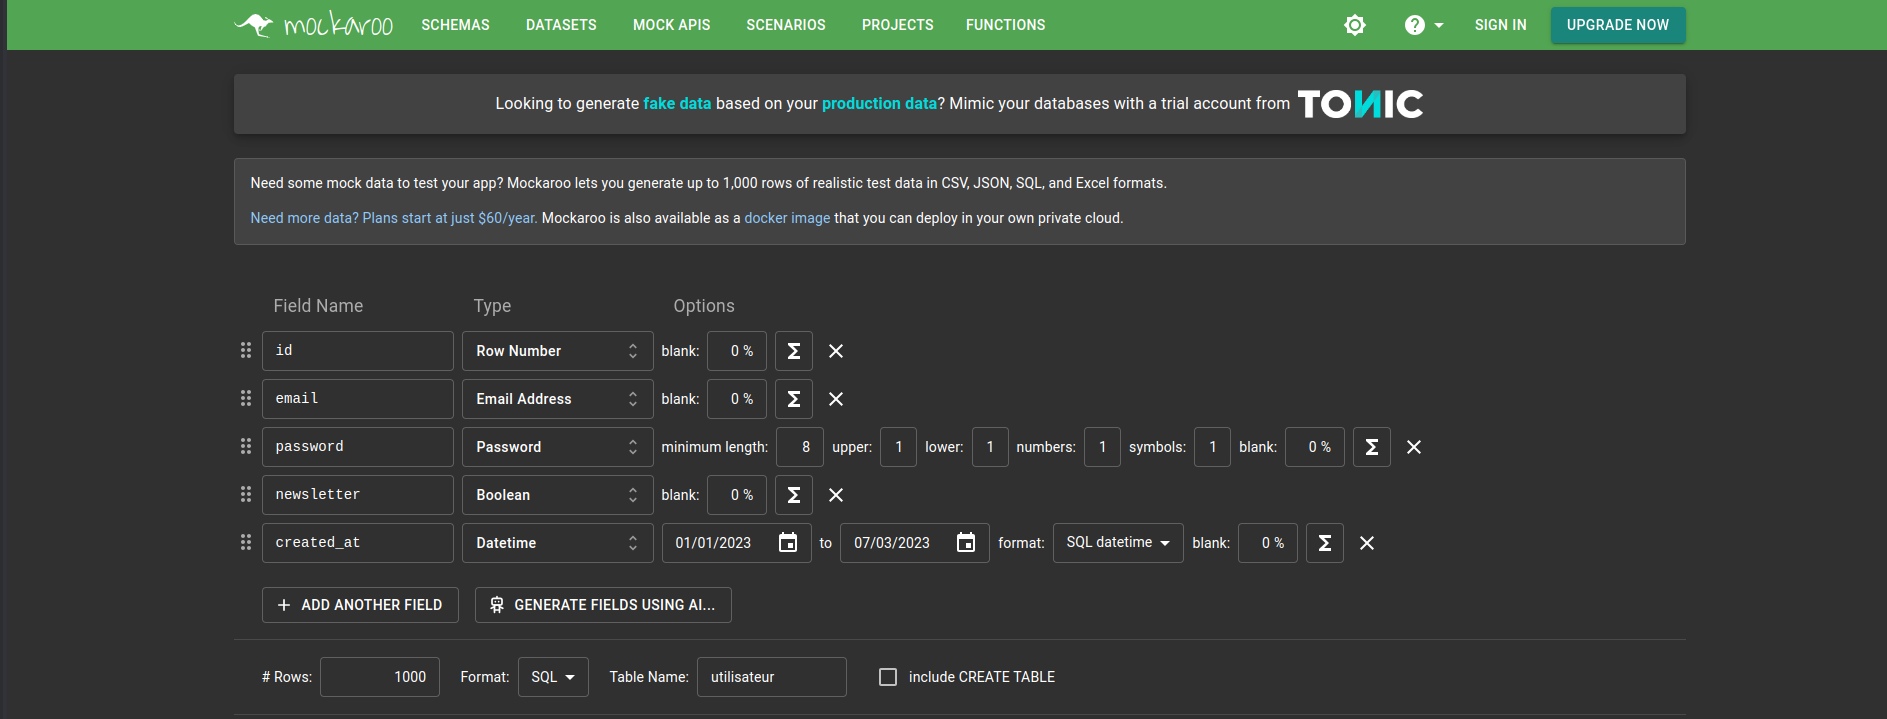 mockaroo SCHEMAS DATASETS MOCK APIS SCENARIOS PROJECTS FUNCTIONS ? SIGN IN UPGRADE NOW
Looking to generate fake data based on your production data? Mimic your databases with a trial account from TONIC
Need some mock data to test your app? Mockaroo lets you generate up to 1,000 rows of realistic test data in CSV, JSON, SQL, and Excel formats.
Need more data? Plans start at just $60/year. Mockaroo is also available as a docker image that you can deploy in your own private cloud.
Field Name Type Options
id Row Number blank: 0 % Σ
email Email Address blank: 0 % Σ
password Password minimum length: 8 upper: 1 lower: 1 numbers: 1 symbols: 1 blank: 0 % Σ
newsletter Boolean blank: 0 % Σ
created_at Datetime 01/01/2023 to 07/03/2023 format: SQL datetime blank: 0 % Σ
+ ADD ANOTHER FIELD GENERATE FIELDS USING AI...
# Rows: 1000 Format: SQL Table Name: utilisateur include CREATE TABLE